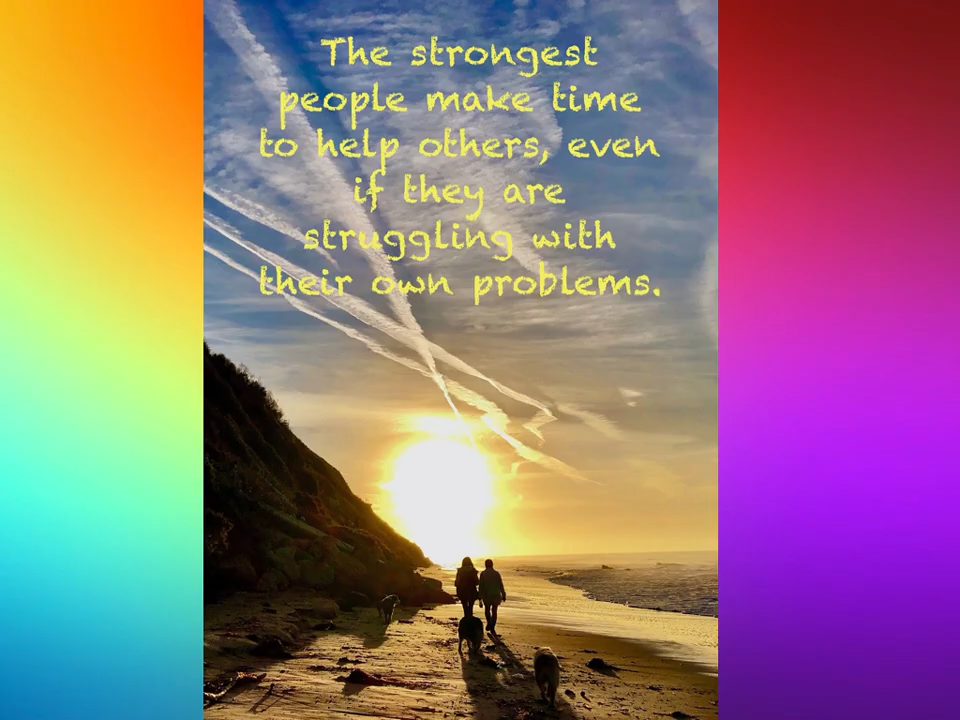 The strongest
people make time
to help others, even
if they are
struggling with
their own problems.